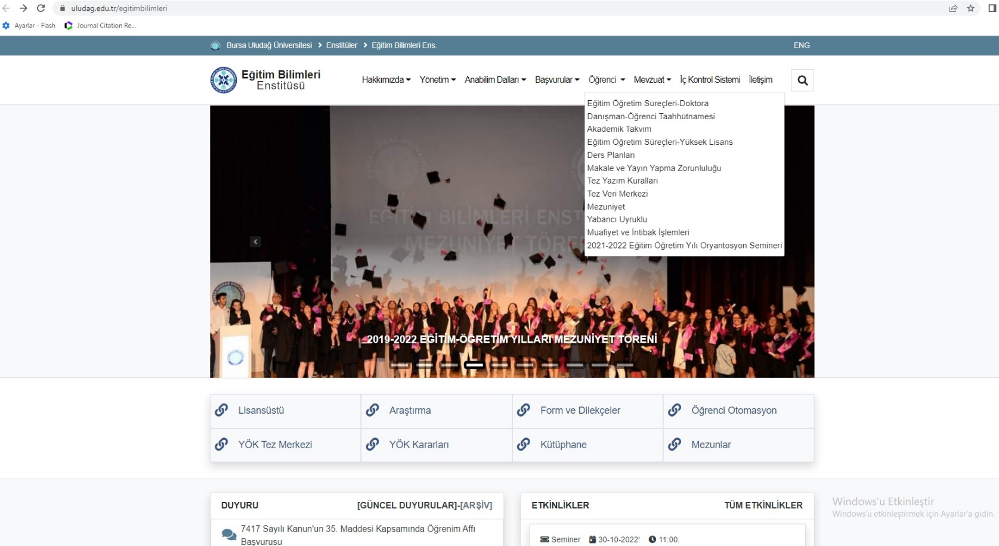 uludag.edu.tr/egitimbilimleri
Ayarlar - Flash
Journal Citation Re...
Bursa Uludağ Üniversitesi > Enstitüler > Eğitim Bilimleri Ens.
ENG
Eğitim Bilimleri
Enstitüsü
Hakkımızda Yönetim Anabilim Dalları Başvurular Öğrenci Mevzuat İç Kontrol Sistemi İletişim
Eğitim Öğretim Süreçleri-Doktora
Danışman-Öğrenci Taahhütnamesi
Akademik Takvim
Eğitim Öğretim Süreçleri-Yüksek Lisans
Ders Planları
Makale ve Yayın Yapma Zorunluluğu
Tez Yazım Kuralları
Tez Veri Merkezi
Mezuniyet
Yabancı Uyruklu
Muafiyet ve İntibak İşlemleri
2021-2022 Eğitim Öğretim Yılı Oryantosyon Semineri
EĞİTİM BİLİMLERİ ENST
MEZUNİYET TÖRE
2019-2022 EĞİTİM-ÖĞRETİM YILLARI MEZUNİYET TÖRENİ
Lisansüstü
Araştırma
Form ve Dilekçeler
Öğrenci Otomasyon
YÖK Tez Merkezi
YÖK Kararları
Kütüphane
Mezunlar
DUYURU
[GÜNCEL DUYURULAR]-[ARŞİV]
7417 Sayılı Kanun'un 35. Maddesi Kapsamında Öğrenim Affı
Başvurusu
ETKİNLİKLER
TÜM ETKİNLİKLER
Seminer 30-10-2022' 11:00.
Windows'u Etkinleştir
Windows'u etkinleştirmek için Ayarlar'a gidin.